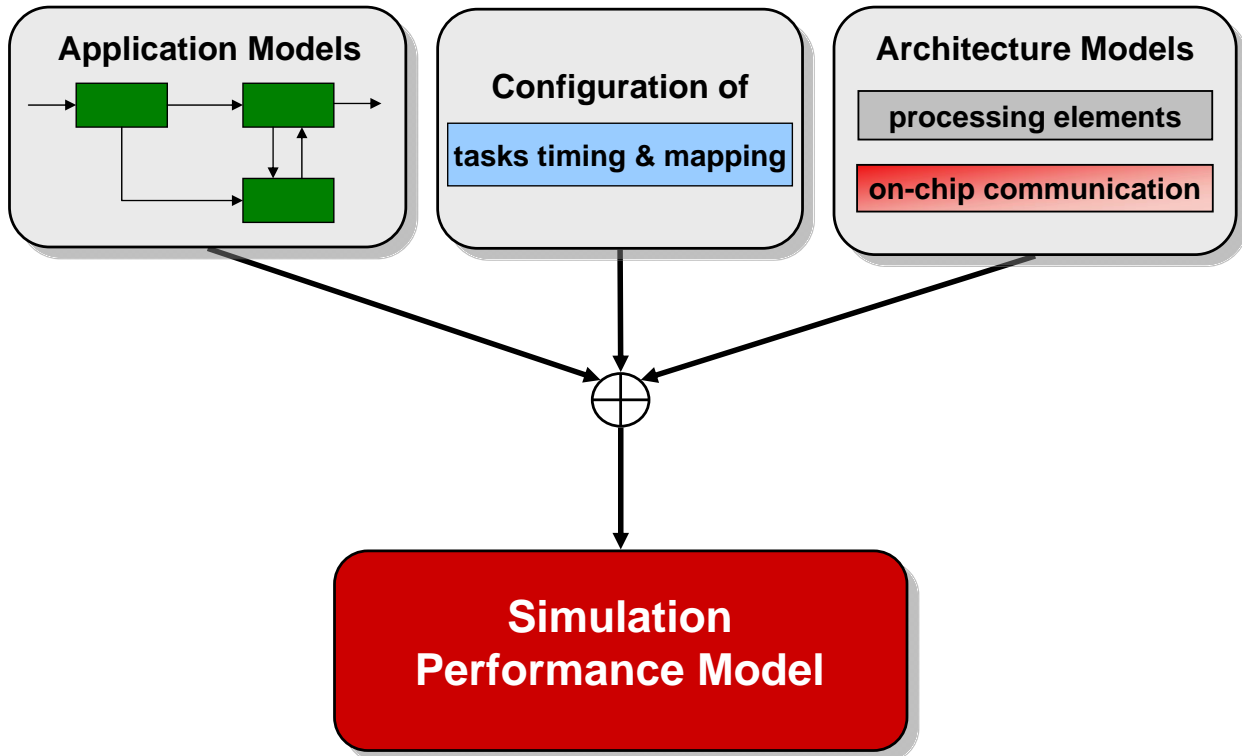 Application Models
Configuration of
tasks timing & mapping
Architecture Models
processing elements
on-chip communication
Simulation
Performance Model